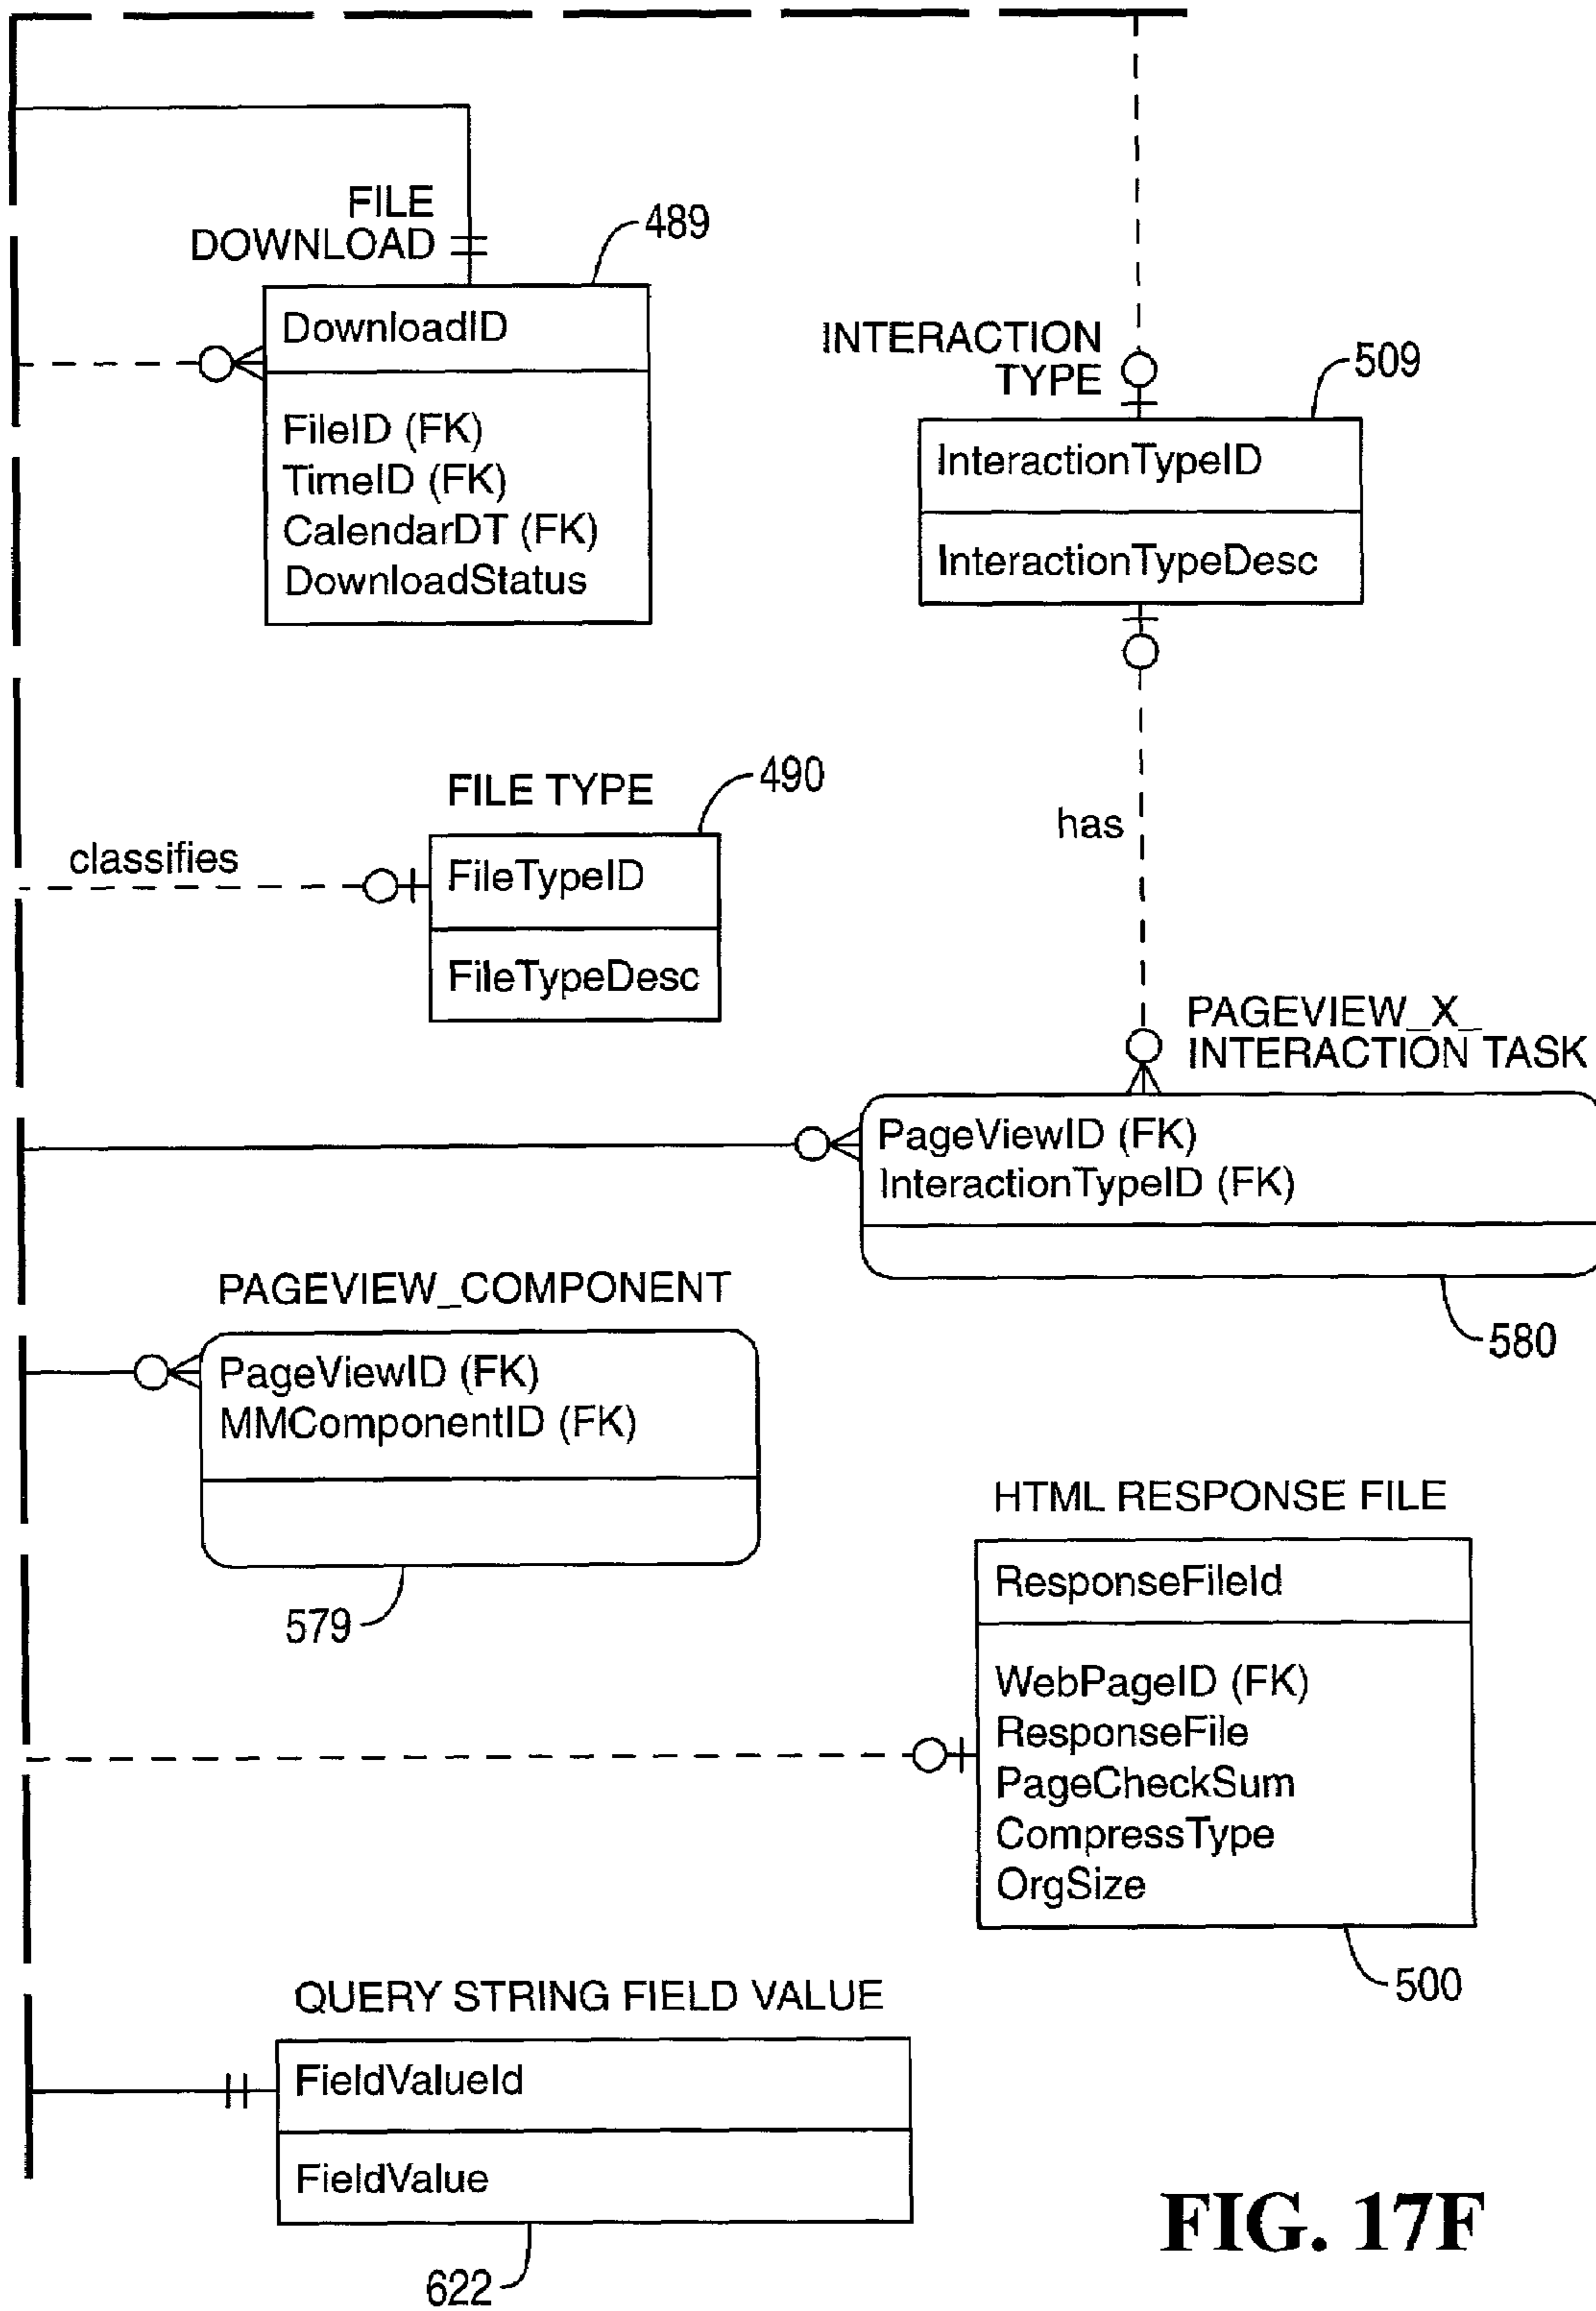 FILE
DOWNLOAD
489
DownloadID
FileID (FK)
TimeID (FK)
CalendarDT (FK)
DownloadStatus
INTERACTION
TYPE
509
InteractionTypeID
InteractionTypeDesc
FILE TYPE
490
classifies
FileTypeID
FileTypeDesc
has
PAGEVIEW_X_
INTERACTION TASK
PageViewID (FK)
InteractionTypeID (FK)
580
PAGEVIEW_COMPONENT
PageViewID (FK)
MMComponentID (FK)
579
HTML RESPONSE FILE
ResponseFileId
WebPageID (FK)
ResponseFile
PageCheckSum
CompressType
OrgSize
500
QUERY STRING FIELD VALUE
FieldValueId
FieldValue
622
FIG. 17F